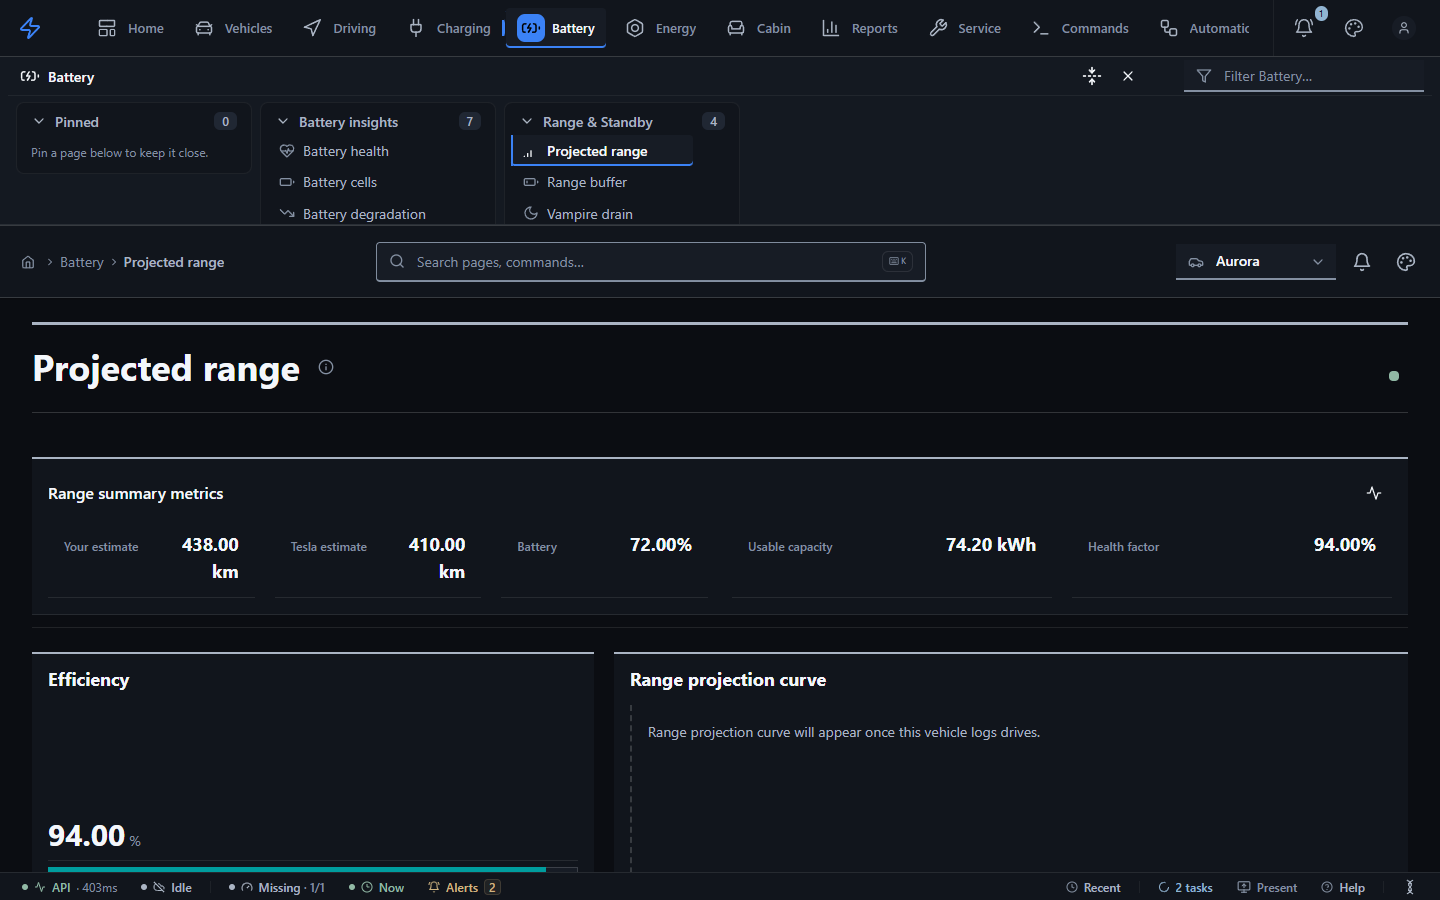 Home
Vehicles
Driving
Charging
Battery
Energy
Cabin
Reports
Service
Commands
Automatic
1
Battery
Filter Battery...
Pinned
0
Pin a page below to keep it close.
Battery insights
7
Battery health
Battery cells
Battery degradation
Range & Standby
4
Projected range
Range buffer
Vampire drain
Battery
Projected range
Search pages, commands...
K
Aurora
Projected range
Range summary metrics
Your estimate
438.00
km
Tesla estimate
410.00
km
Battery
72.00%
Usable capacity
74.20 kWh
Health factor
94.00%
Efficiency
94.00 %
Range projection curve
Range projection curve will appear once this vehicle logs drives.
API · 403ms
Idle
Missing · 1/1
Now
Alerts 2
Recent
2 tasks
Present
Help